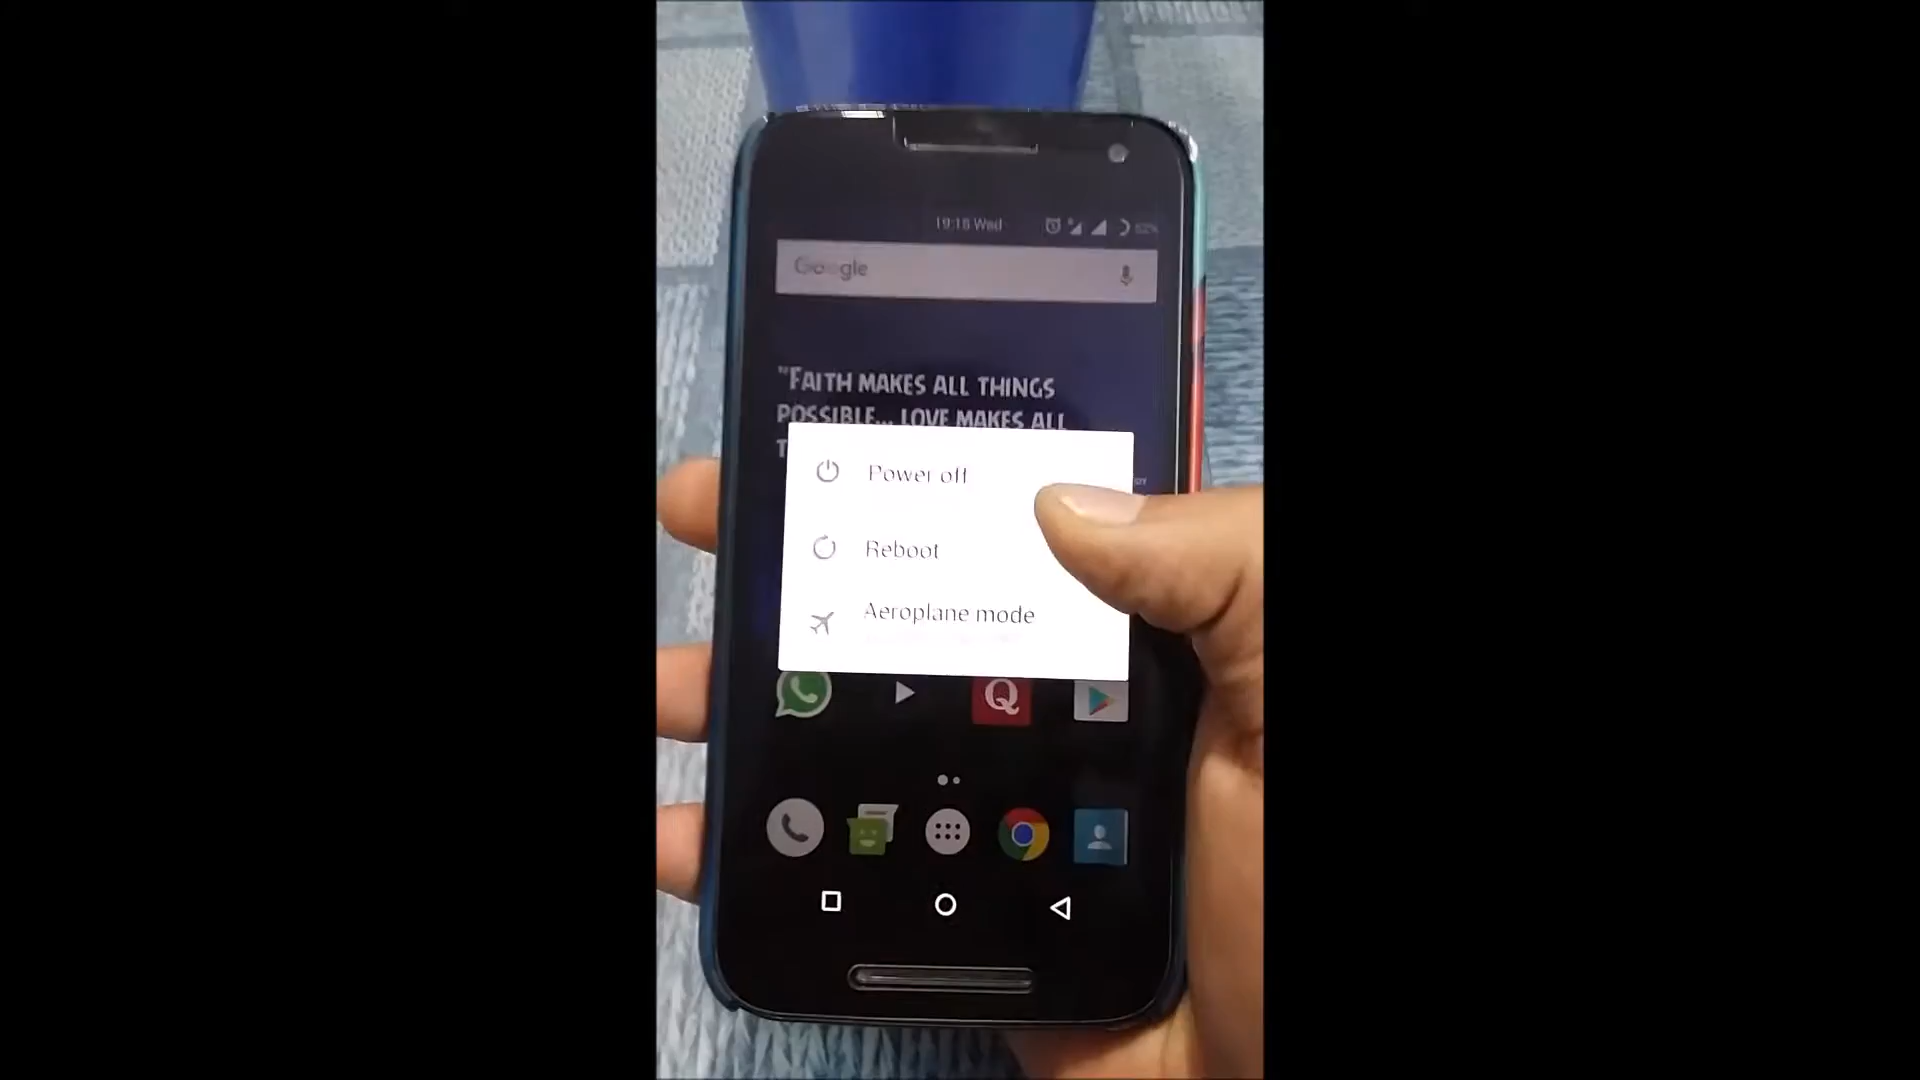 19:18 Wed
Google
"FAITH MAKES ALL THINGS
POSSIBLE... LOVE MAKES ALL
T
Power off
Reboot
Aeroplane mode
Q